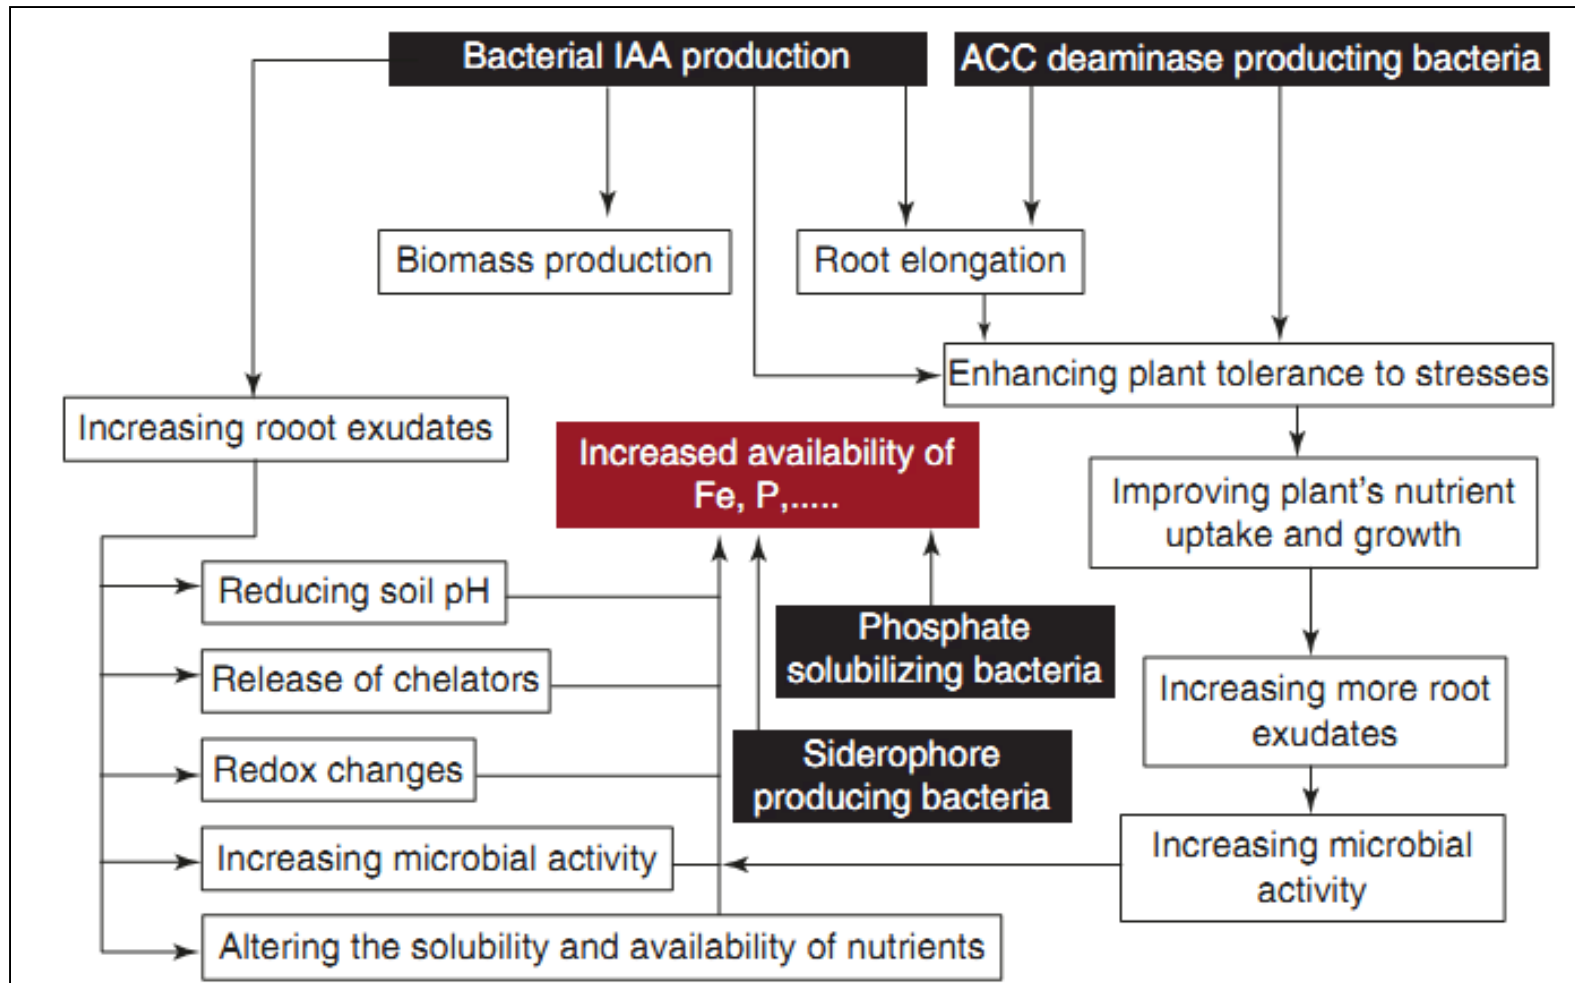 Bacterial IAA production
ACC deaminase producting bacteria
Biomass production
Root elongation
Enhancing plant tolerance to stresses
Increasing rooot exudates
Increased availability of
Fe, P,.....
Improving plant's nutrient
uptake and growth
Reducing soil pH
Phosphate
solubilizing bacteria
Release of chelators
Increasing more root
exudates
Redox changes
Siderophore
producing bacteria
Increasing microbial activity
Increasing microbial
activity
Altering the solubility and availability of nutrients